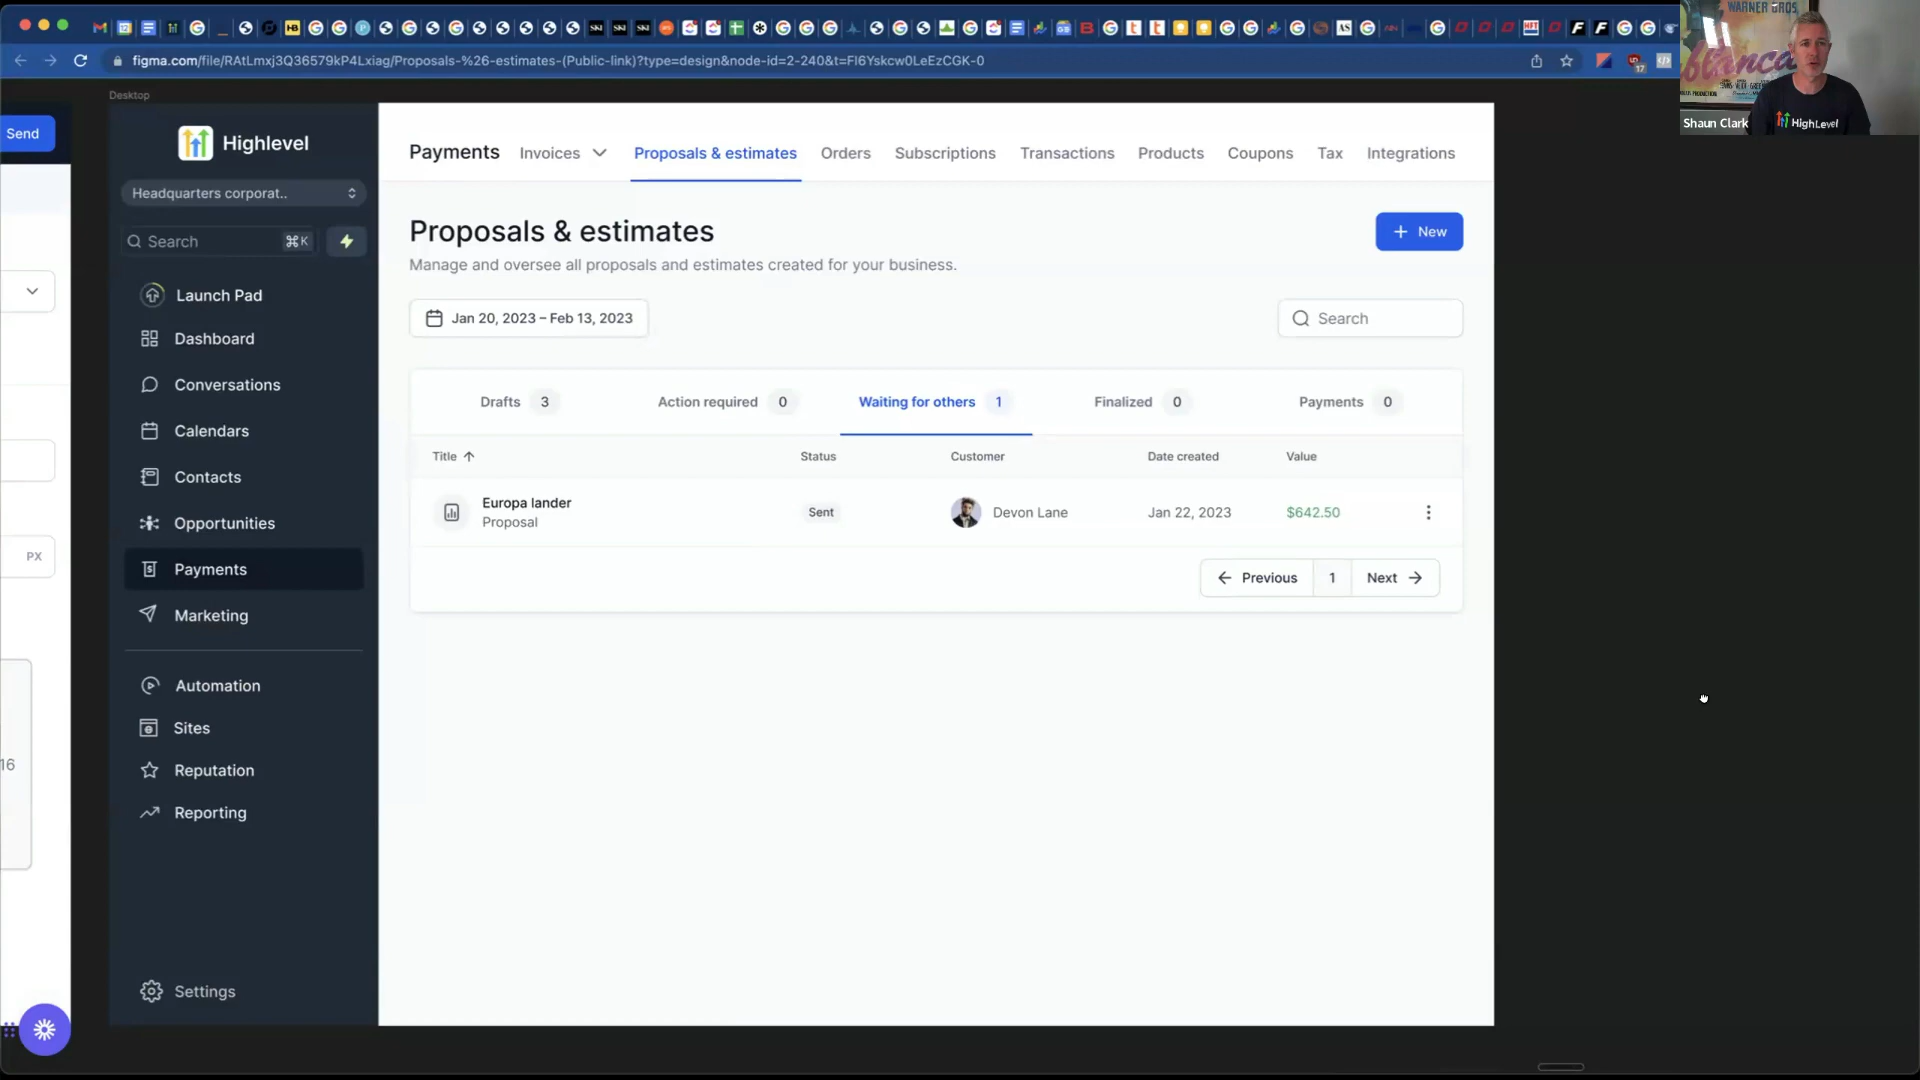 figma.com/file/RAtLmxj3Q36579kP4Lxiag/Proposals-%26-estimates-(Public-link)?type=design&node-id=2-240&t=FI6Yskcw0LeEzCGK-0
WARNER BROS.
Shaun Clark
HighLevel
Desktop
Send
PX
16
Highlevel
Headquarters corporat..
Search ⌘K
Launch Pad
Dashboard
Conversations
Calendars
Contacts
Opportunities
Payments
Marketing
Automation
Sites
Reputation
Reporting
Settings
Payments Invoices Proposals & estimates Orders Subscriptions Transactions Products Coupons Tax Integrations
Proposals & estimates
+ New
Manage and oversee all proposals and estimates created for your business.
Jan 20, 2023 – Feb 13, 2023
Search
Drafts 3 Action required 0 Waiting for others 1 Finalized 0 Payments 0
Title Status Customer Date created Value
Europa lander
Proposal
Sent Devon Lane Jan 22, 2023 $642.50
Previous 1 Next